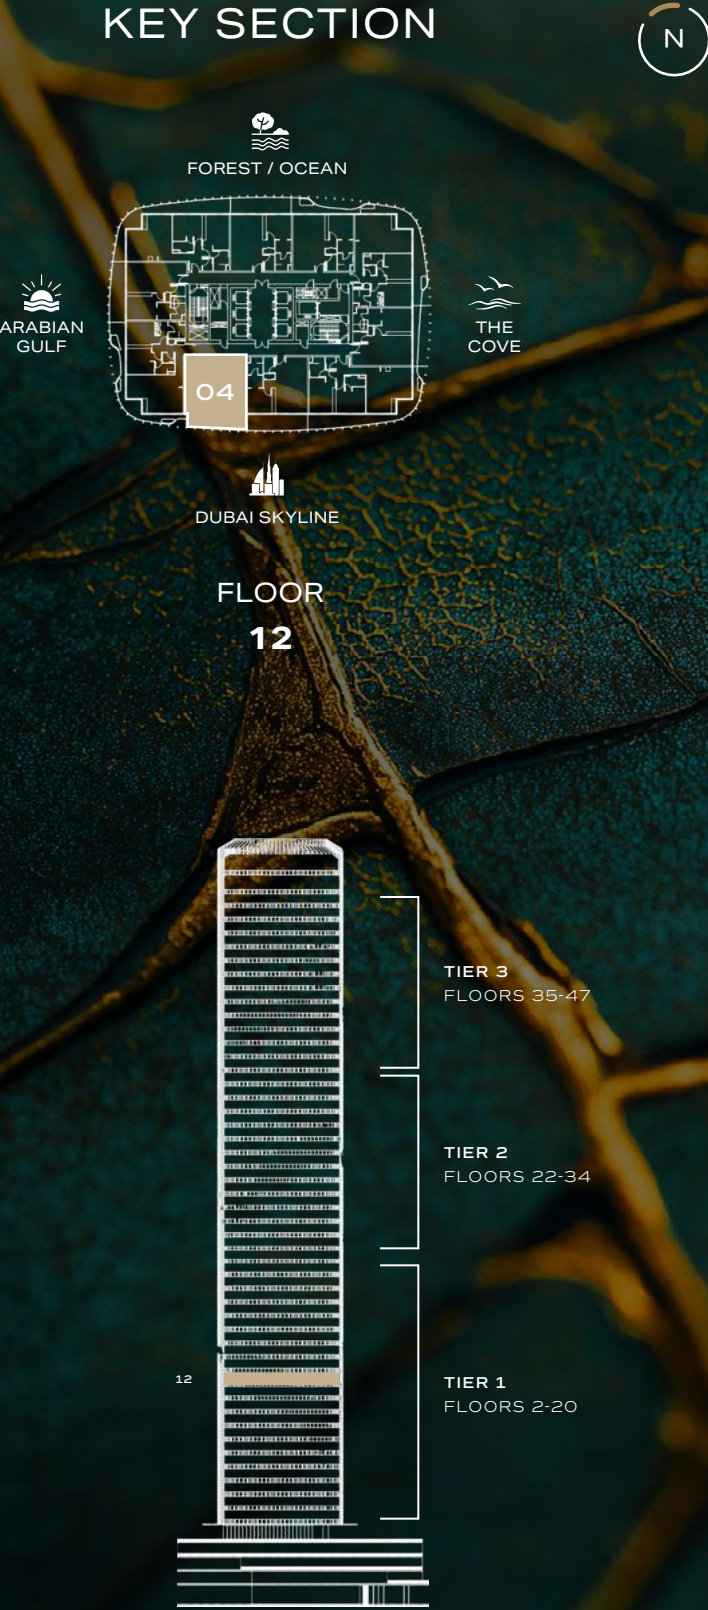 KEY SECTION
N
FOREST / OCEAN
ARABIAN
GULF
THE
COVE
04
DUBAI SKYLINE
FLOOR
12
TIER 3
FLOORS 35-47
TIER 2
FLOORS 22-34
12
TIER 1
FLOORS 2-20